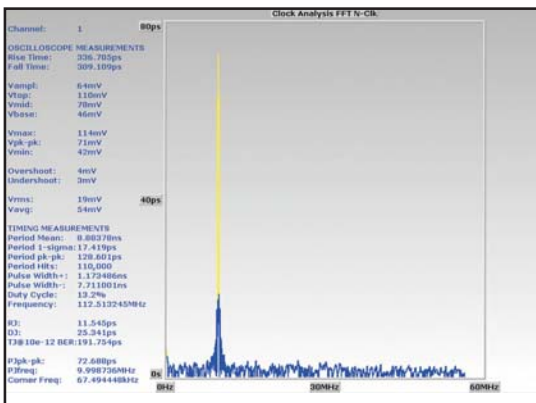 Clock Analysis FFT N-Clk
Channel: 1
OSCILLOSCOPE MEASUREMENTS
Rise Time: 336.785ps
Fall Time: 309.109ps
Vampl: 64mV
Vtop: 110mV
Vmid: 78mV
Vbase: 46mV
Vmax: 114mV
Vpk-pk: 71mV
Vmin: 42mV
Overshoot: 4mV
Undershoot: 3mV
Vrms: 19mV
Vavg: 54mV
TIMING MEASUREMENTS
Period Mean: 8.88378ns
Period 1-sigma: 17.419ps
Period pk-pk: 128.601ps
Period Hits: 110,000
Pulse Width+: 1.173486ns
Pulse Width-: 7.711001ns
Duty Cycle: 13.2%
Frequency: 112.513245MHz
RJ: 11.545ps
DJ: 25.341ps
TJ@10e-12 BER: 191.754ps
PJpk-pk: 72.688ps
PJfreq: 9.998736MHz
Corner Freq: 67.494448kHz
80ps
40ps
0s
0Hz
30MHz
60MHz